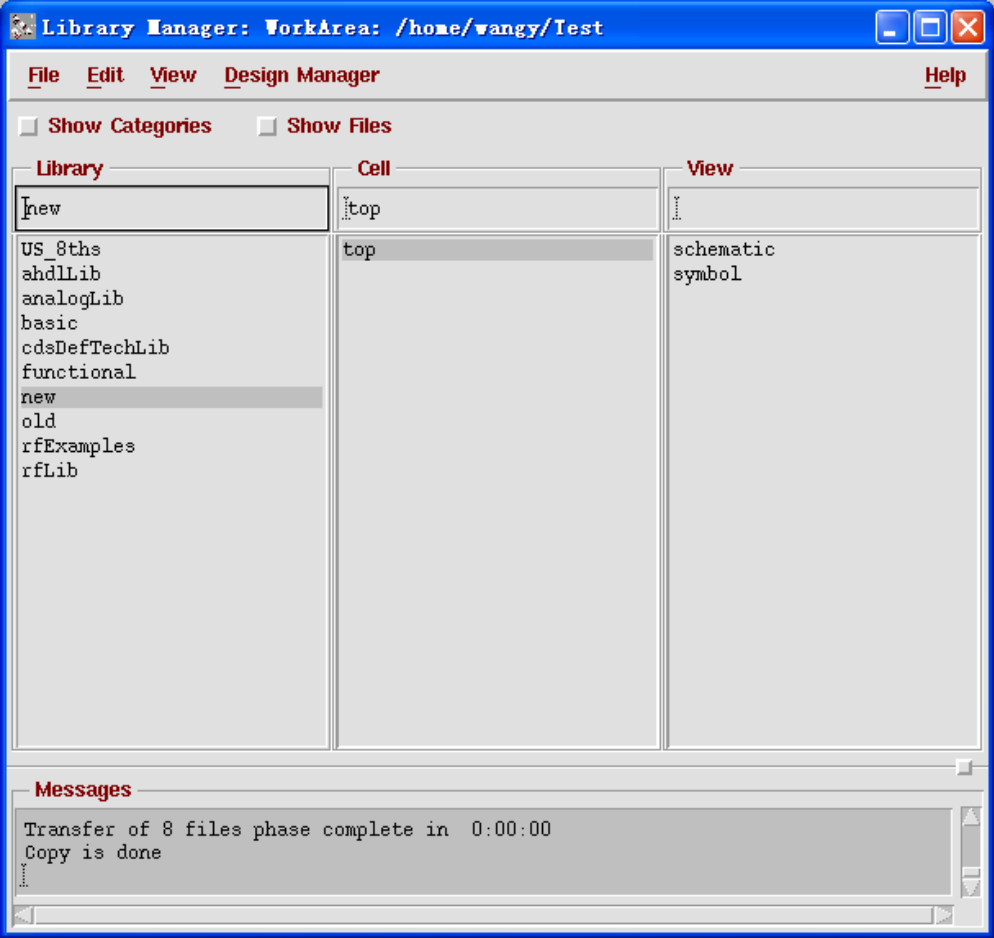 Library Manager: WorkArea: /home/wangy/Test
File Edit View Design Manager Help
Show Categories Show Files
Library Cell View
new top
US_8ths top schematic
ahdlLib symbol
analogLib
basic
cdsDefTechLib
functional
new
old
rfExamples
rfLib
Messages
Transfer of 8 files phase complete in 0:00:00
Copy is done